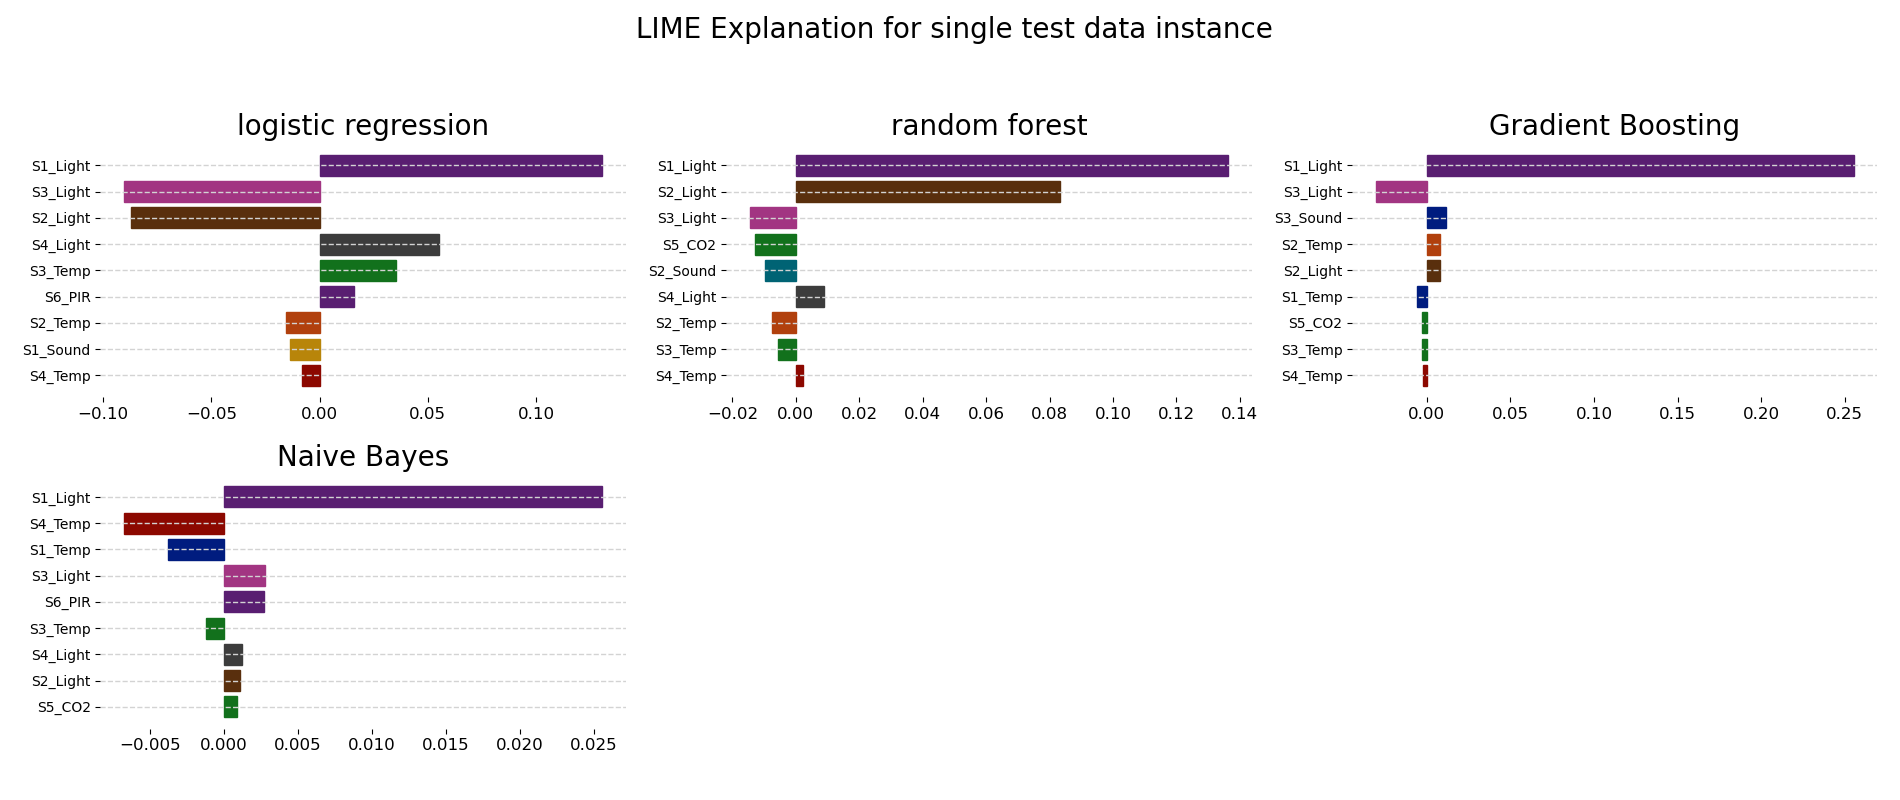 LIME Explanation for single test data instance
logistic regression
S1_Light
S3_Light
S2_Light
S4_Light
S3_Temp
S6_PIR
S2_Temp
S1_Sound
S4_Temp
−0.10 −0.05 0.00 0.05 0.10
random forest
S1_Light
S2_Light
S3_Light
S5_CO2
S2_Sound
S4_Light
S2_Temp
S3_Temp
S4_Temp
−0.02 0.00 0.02 0.04 0.06 0.08 0.10 0.12 0.14
Gradient Boosting
S1_Light
S3_Light
S3_Sound
S2_Temp
S2_Light
S1_Temp
S5_CO2
S3_Temp
S4_Temp
0.00 0.05 0.10 0.15 0.20 0.25
Naive Bayes
S1_Light
S4_Temp
S1_Temp
S3_Light
S6_PIR
S3_Temp
S4_Light
S2_Light
S5_CO2
−0.005 0.000 0.005 0.010 0.015 0.020 0.025